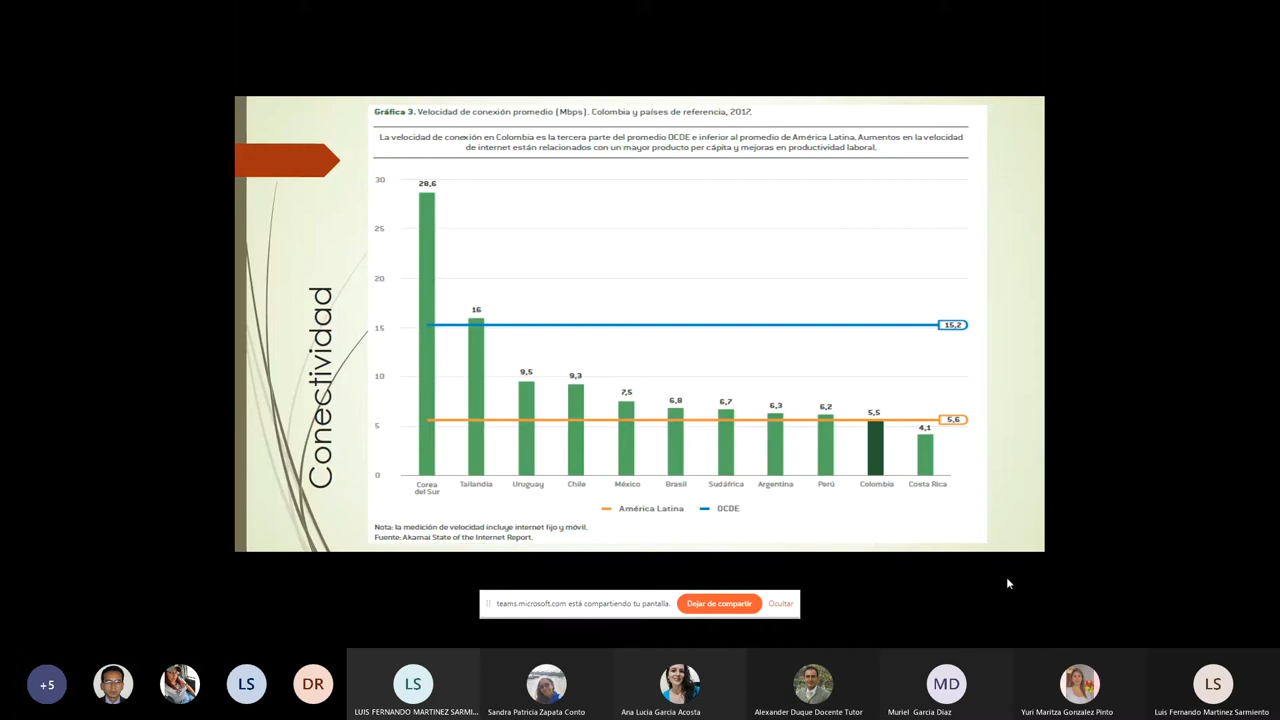 Gráfica 3. Velocidad de conexión promedio (Mbps). Colombia y países de referencia, 2017.
La velocidad de conexión en Colombia es la tercera parte del promedio OCDE e inferior al promedio de América Latina. Aumentos en la velocidad
de internet están relacionados con un mayor producto per cápita y mejoras en productividad laboral.
Conectividad
30
25
20
15
10
5
0
28,6
16
9,5
9,3
7,5
6,8
6,7
6,3
6,2
5,5
4,1
15,2
5,6
Corea
del Sur
Tailandia
Uruguay
Chile
México
Brasil
Sudáfrica
Argentina
Perú
Colombia
Costa Rica
América Latina
OCDE
Nota: la medición de velocidad incluye internet fijo y móvil.
Fuente: Akamai State of the Internet Report.
teams.microsoft.com está compartiendo tu pantalla.
Dejar de compartir
Ocultar
+5
LS
DR
LS
MD
LS
LUIS FERNANDO MARTINEZ SARMI...
Sandra Patricia Zapata Conto
Ana Lucia Garcia Acosta
Alexander Duque Docente Tutor
Muriel Garcia Diaz
Yuri Maritza Gonzalez Pinto
Luis Fernando Martinez Sarmiento